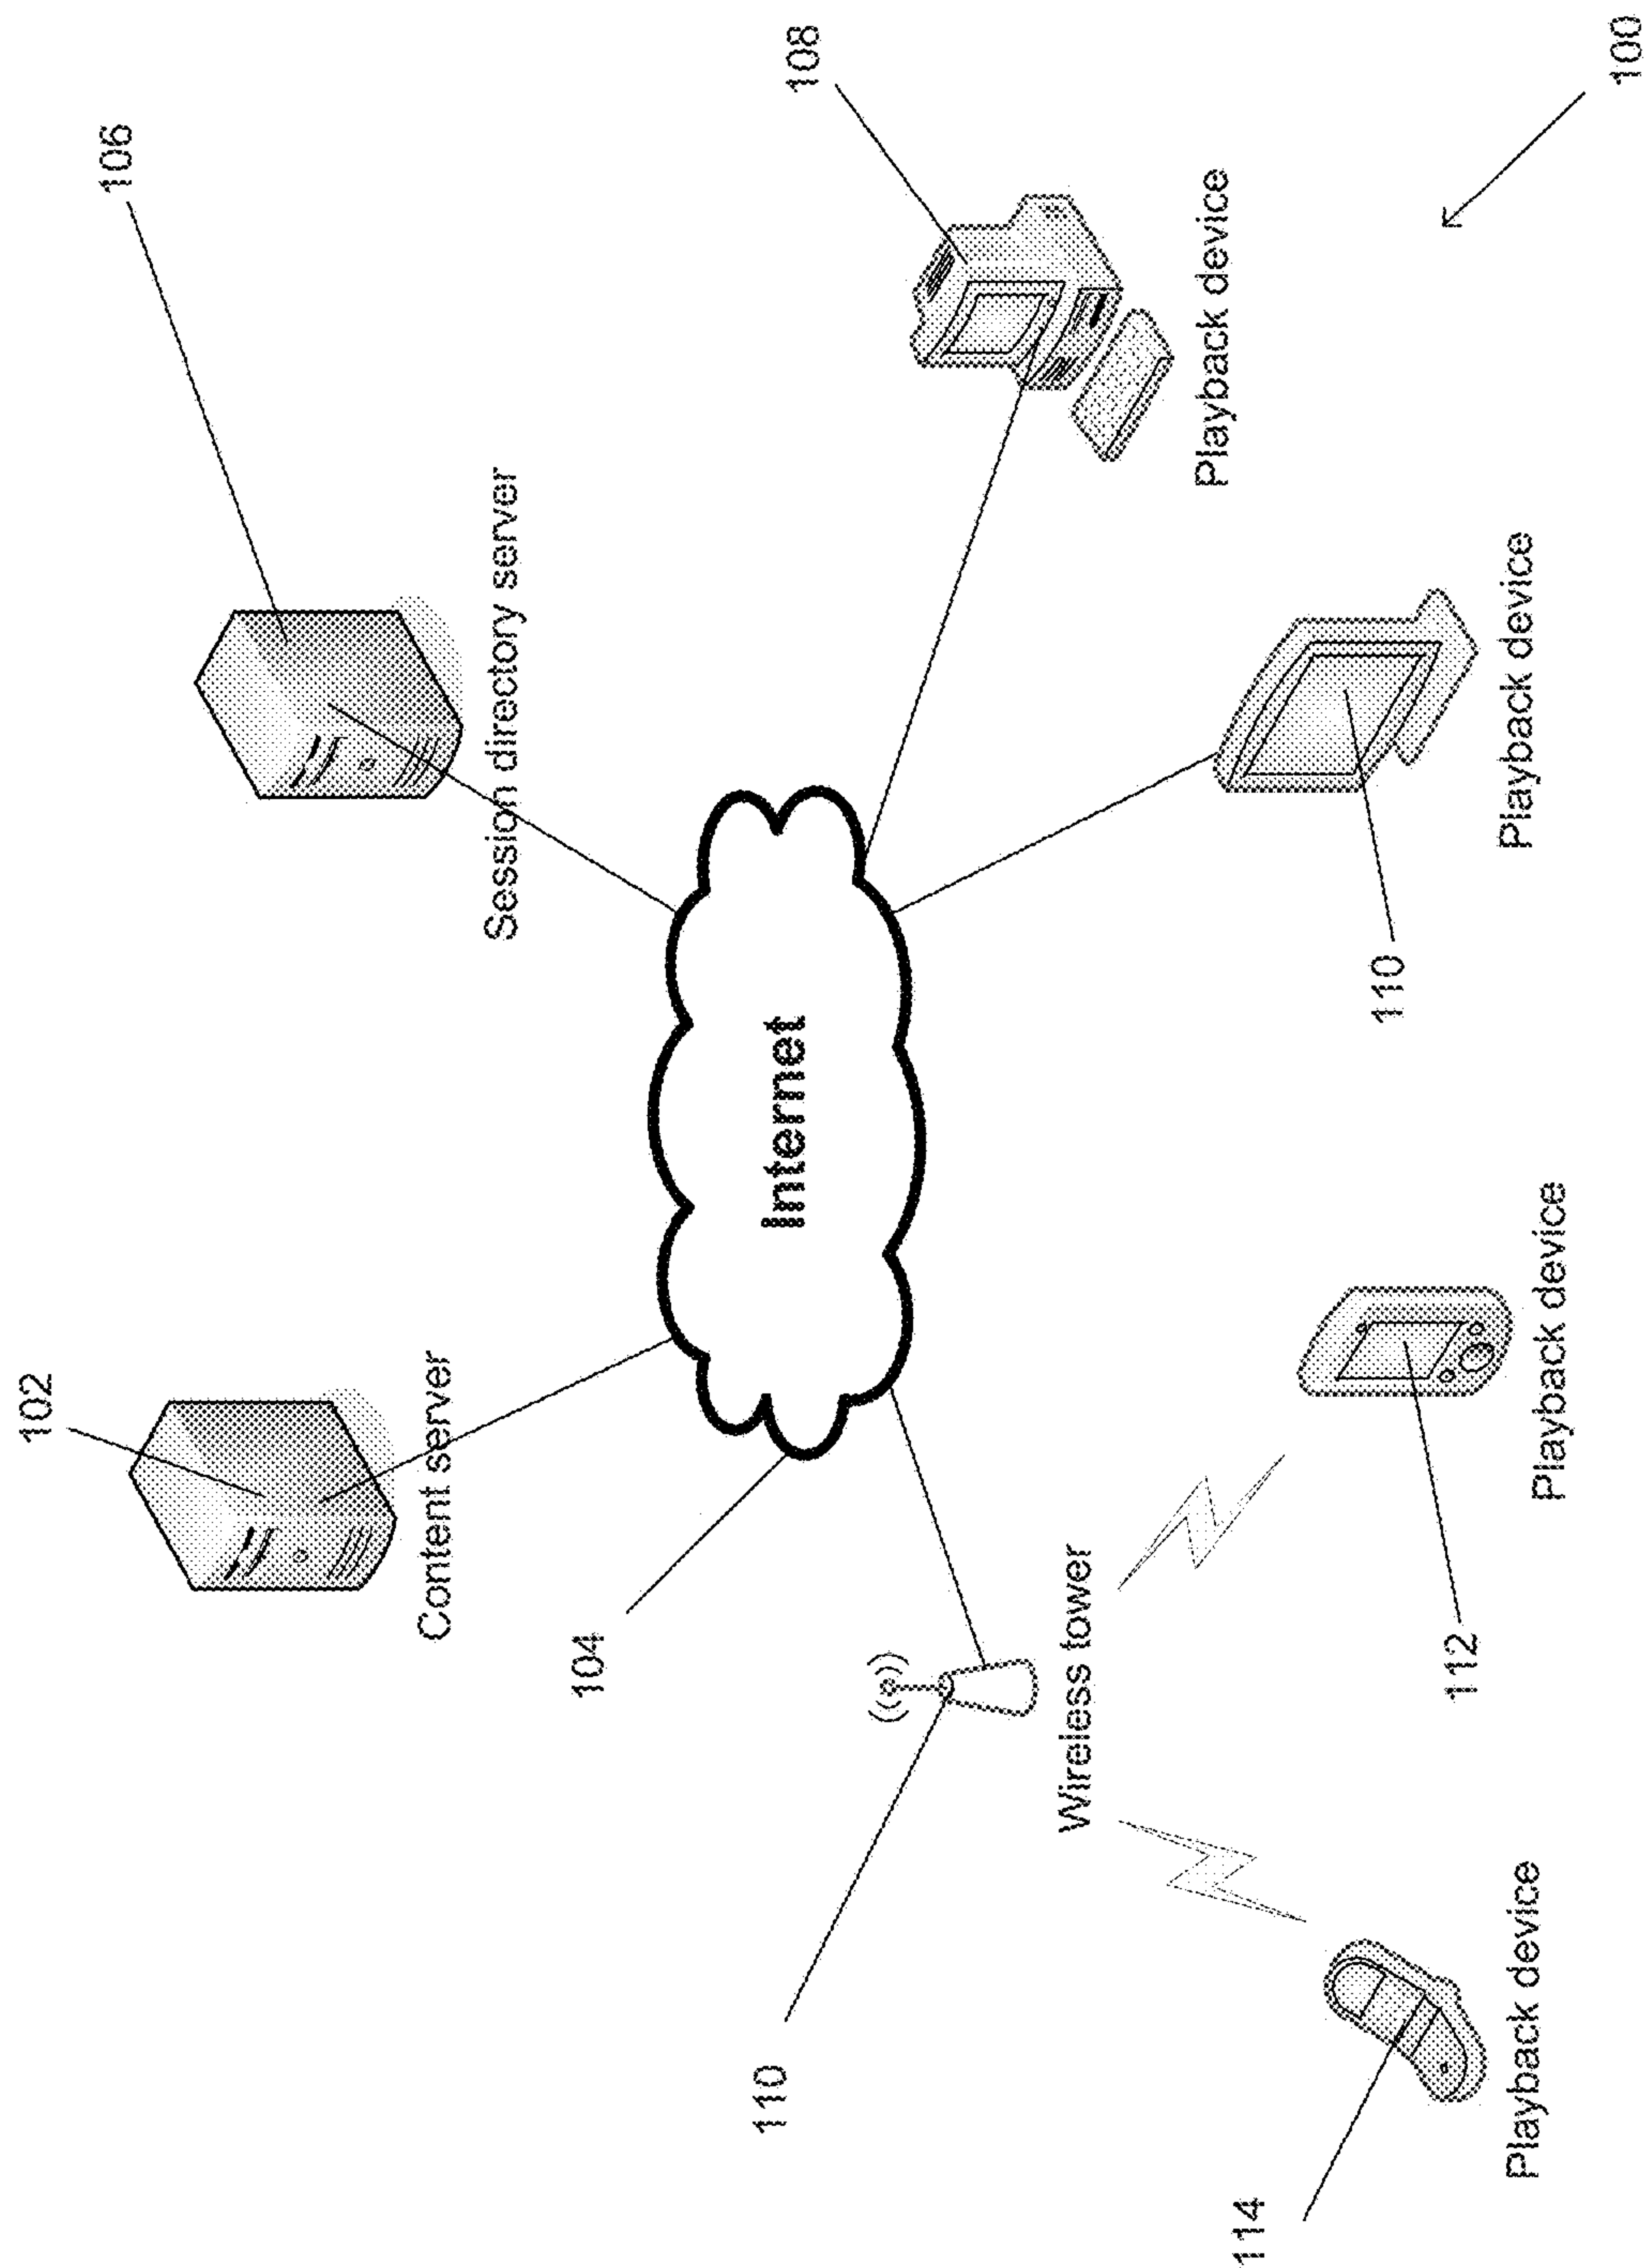 102
106
Content server
Session directory server
104
Internet
110
108
Wireless tower
Playback device
110
114
112
Playback device
Playback device
Playback device
100